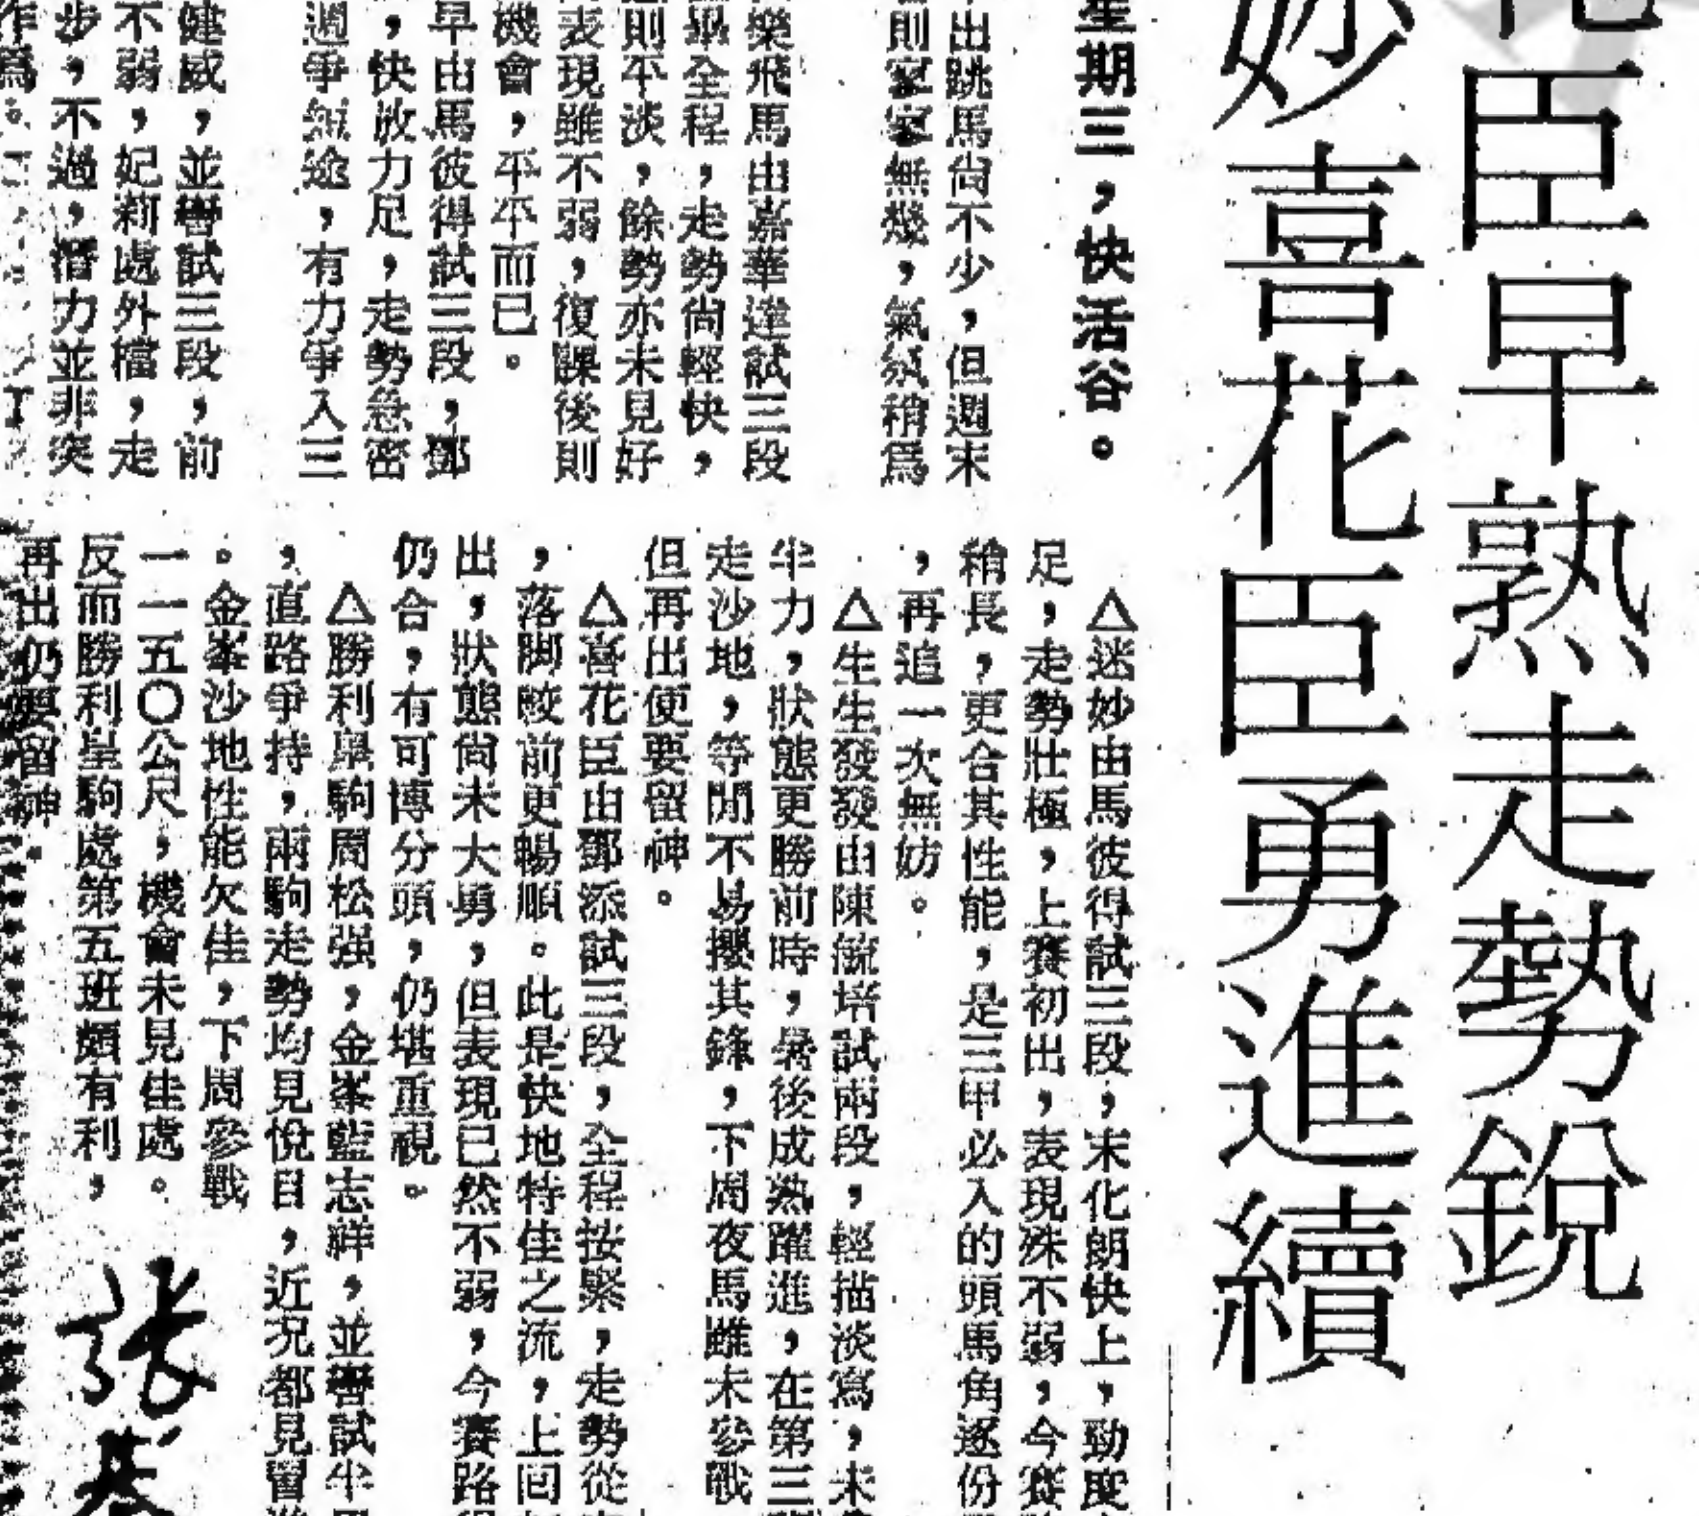 臣早熟走勢銳
妙喜花臣勇進續
星期三，快活谷。
出跳馬尚不少，但週末
則寥寥無幾，氣氛稍為
樂飛馬由嘉華達試三段
畢全程，走勢尚輕快，
則平淡，餘勢亦未見好
表現雖不弱，復課後則
機會，平平而已。
早由馬彼得試三段，鄧
，快放力足，走勢急密
週爭短途，有力爭入三
健威，並轡試三段，前
不弱，妃莉處外檔，走
步，不過，潛力並非突
作為。
△迷妙由馬彼得試三段，末化朗快上，勁度
足，走勢壯極，上賽初出，表現殊不弱，今賽
稍長，更合其性能，是三甲必入的頭馬角逐份
，再追一次無妨。
△生生發發由陳毓培試兩段，輕描淡寫，未
半力，狀態更勝前時，暑後成熟躍進，在第三
走沙地，等閒不易攖其鋒，下周夜馬雖未參戰
但再出便要留神。
△喜花臣由鄧添試三段，全程按緊，走勢從
，落脚較前更暢順。此是快地特佳之流，上回
出，狀態尚未大勇，但表現已然不弱，今賽路
仍合，有可博分頭，仍堪重視。
△勝利皇駒周松强，金峯藍志祥，並轡試半
，直路爭持，兩駒走勢均見悅目，近況都見
。金峯沙地性能欠佳，下周參戰
一一五〇公尺，機會未見佳處。
反而勝利皇駒處第五班頗有利，
再出仍要留神。
张